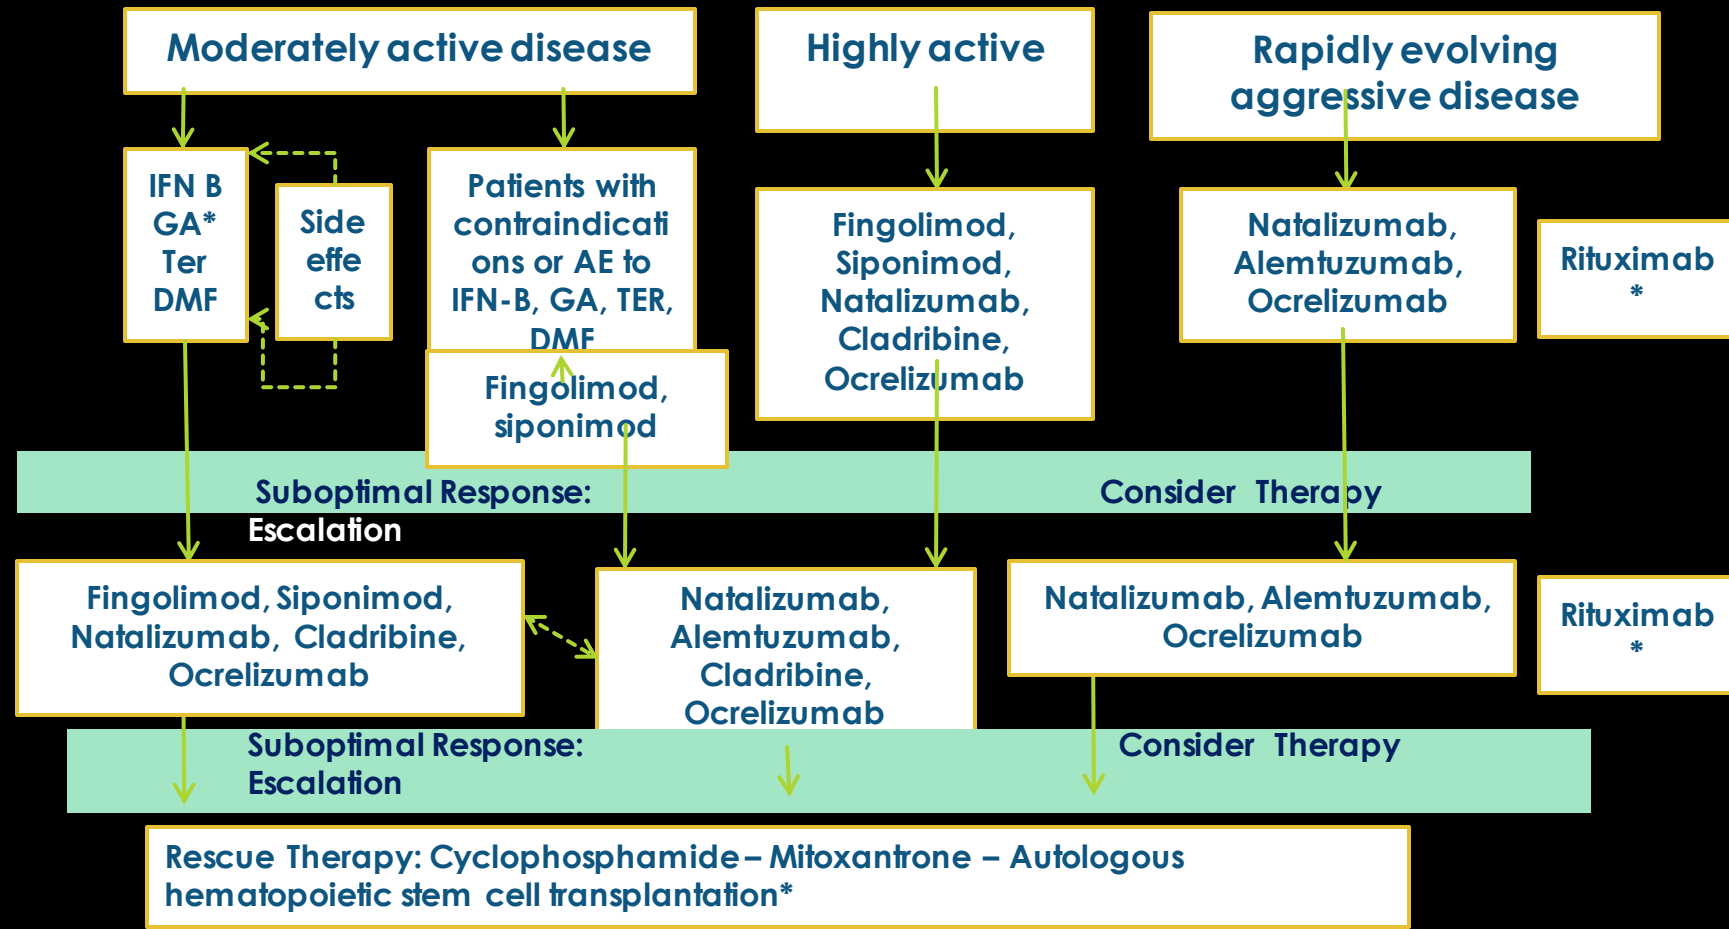 Moderately active disease
Highly active
Rapidly evolving
aggressive disease
IFN B
GA*
Ter
DMF
Side
effe
cts
Patients with
contraindicati
ons or AE to
IFN-B, GA, TER,
DMF
Fingolimod,
siponimod
Fingolimod,
Siponimod,
Natalizumab,
Cladribine,
Ocrelizumab
Natalizumab,
Alemtuzumab,
Ocrelizumab
Rituximab
*
Suboptimal Response: Consider Therapy
Escalation
Fingolimod, Siponimod,
Natalizumab, Cladribine,
Ocrelizumab
Natalizumab,
Alemtuzumab,
Cladribine,
Ocrelizumab
Natalizumab, Alemtuzumab,
Ocrelizumab
Rituximab
*
Suboptimal Response: Consider Therapy
Escalation
Rescue Therapy: Cyclophosphamide – Mitoxantrone – Autologous
hematopoietic stem cell transplantation*